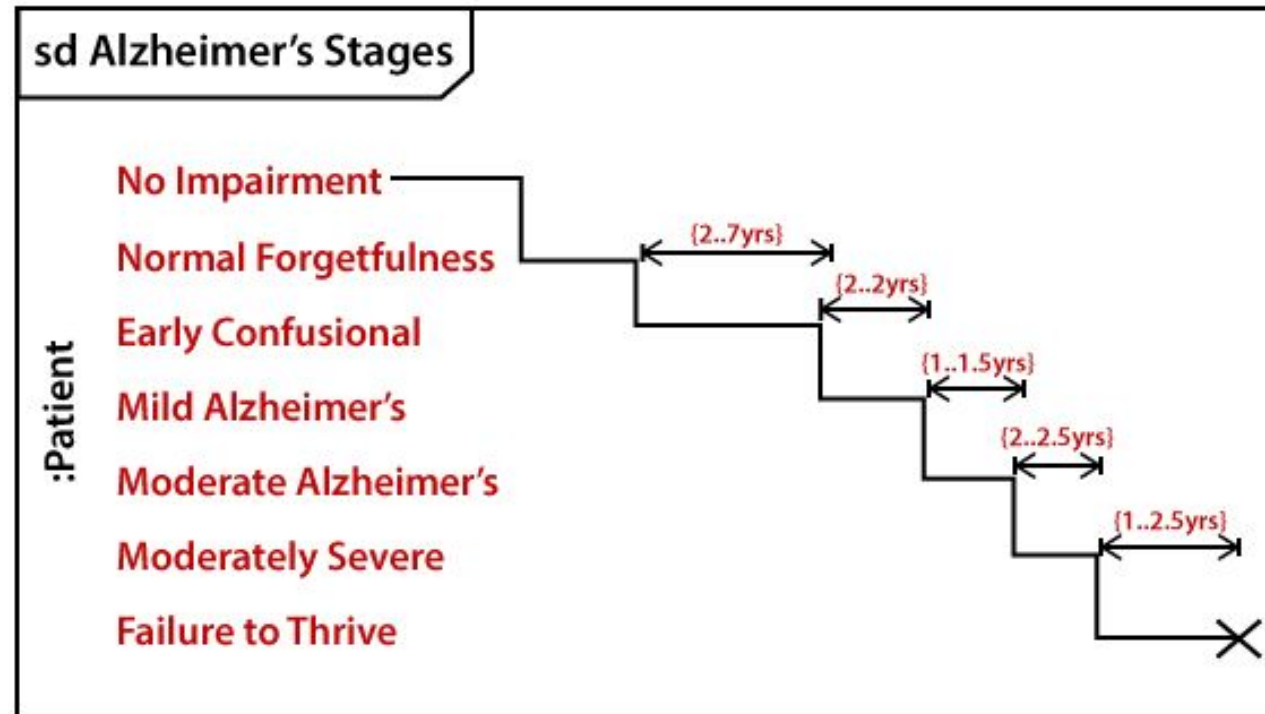 sd Alzheimer's Stages
No Impairment
Normal Forgetfulness
{2..7yrs}
{2..2yrs}
Early Confusional
{1..1.5yrs}
Mild Alzheimer's
{2..2.5yrs}
Moderate Alzheimer's
{1..2.5yrs}
Moderately Severe
Failure to Thrive
:Patient